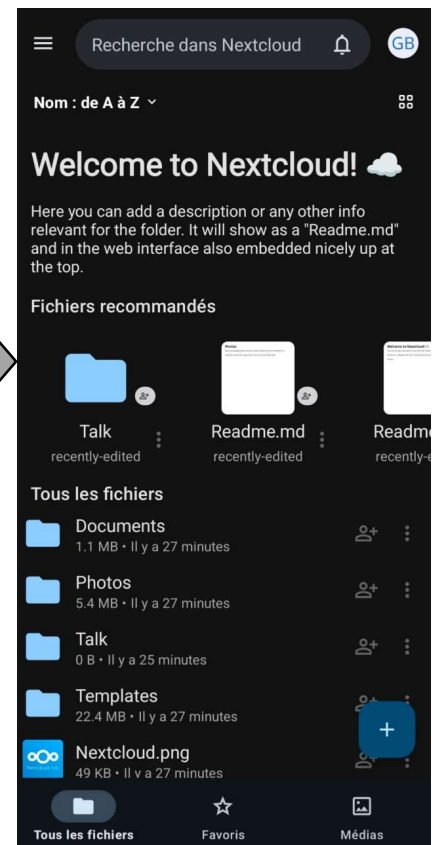 Recherche dans Nextcloud
GB
Nom : de A à Z
Welcome to Nextcloud! ☁️
Here you can add a description or any other info
relevant for the folder. It will show as a "Readme.md"
and in the web interface also embedded nicely up at
the top.
Fichiers recommandés
Photos
Talk
recently-edited
Readme.md
recently-edited
Readme
recently-e
Tous les fichiers
Documents
1.1 MB • Il y a 27 minutes
Photos
5.4 MB • Il y a 27 minutes
Talk
0 B • Il y a 25 minutes
Templates
22.4 MB • Il y a 27 minutes
Nextcloud.png
49 KB • Il y a 27 minutes
Tous les fichiers
Favoris
Médias